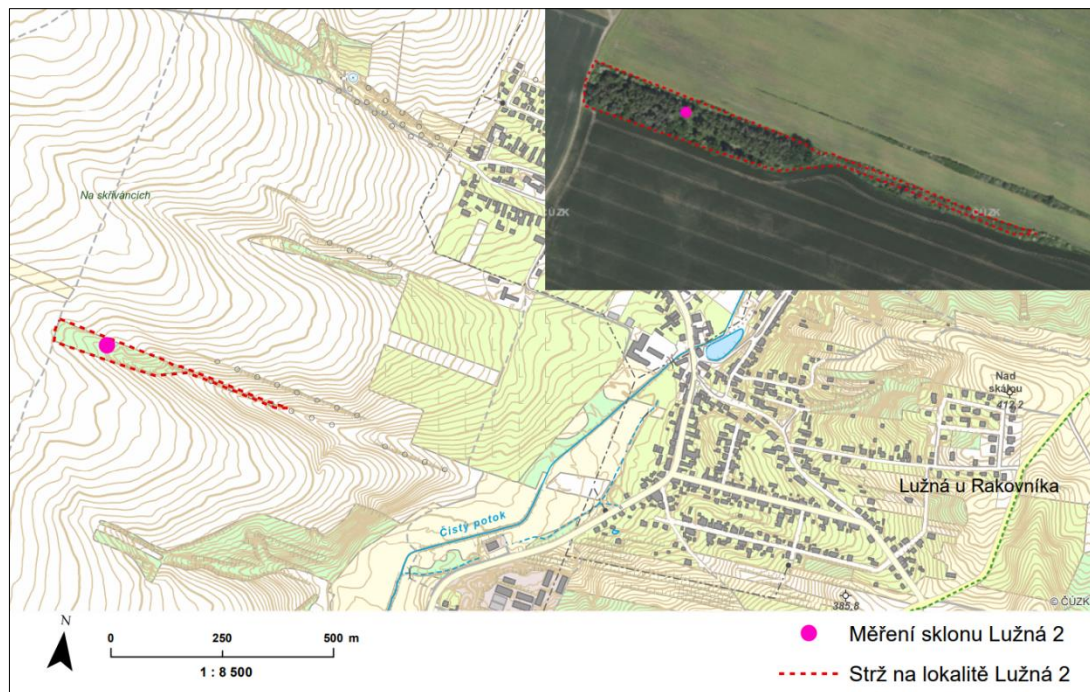 Na skřiváncích
ČÚZK
ČÚZK
Nad
skálou
412,2
Lužná u Rakovníka
Čistý potok
385,8
© ČÚZK
N
0 250 500 m
1 : 8 500
Měření sklonu Lužná 2
Strž na lokalitě Lužná 2